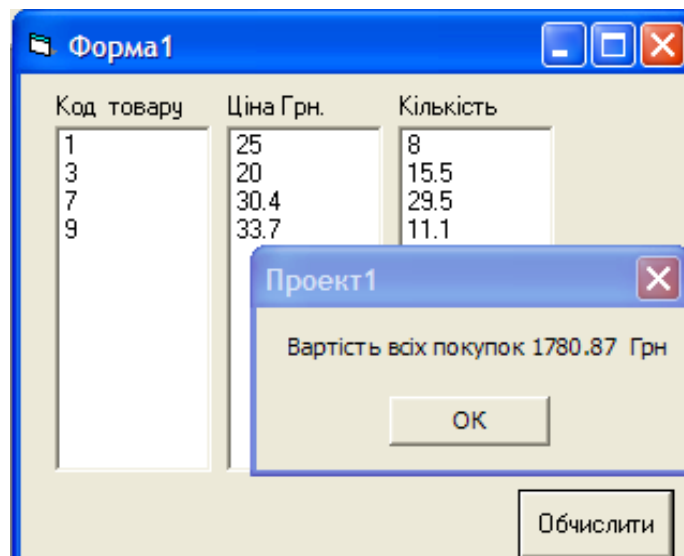 Форма1
Код товару Ціна Грн. Кількість
1 25 8
3 20 15.5
7 30.4 29.5
9 33.7 11.1
Проект1
Вартість всіх покупок 1780.87 Грн
OK
Обчислити